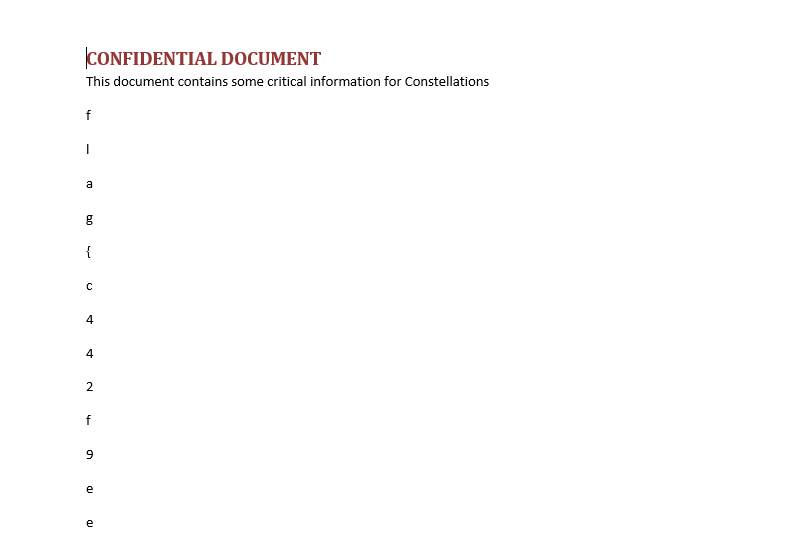 CONFIDENTIAL DOCUMENT
This document contains some critical information for Constellations
f
l
a
g
{
c
4
4
2
f
9
e
e